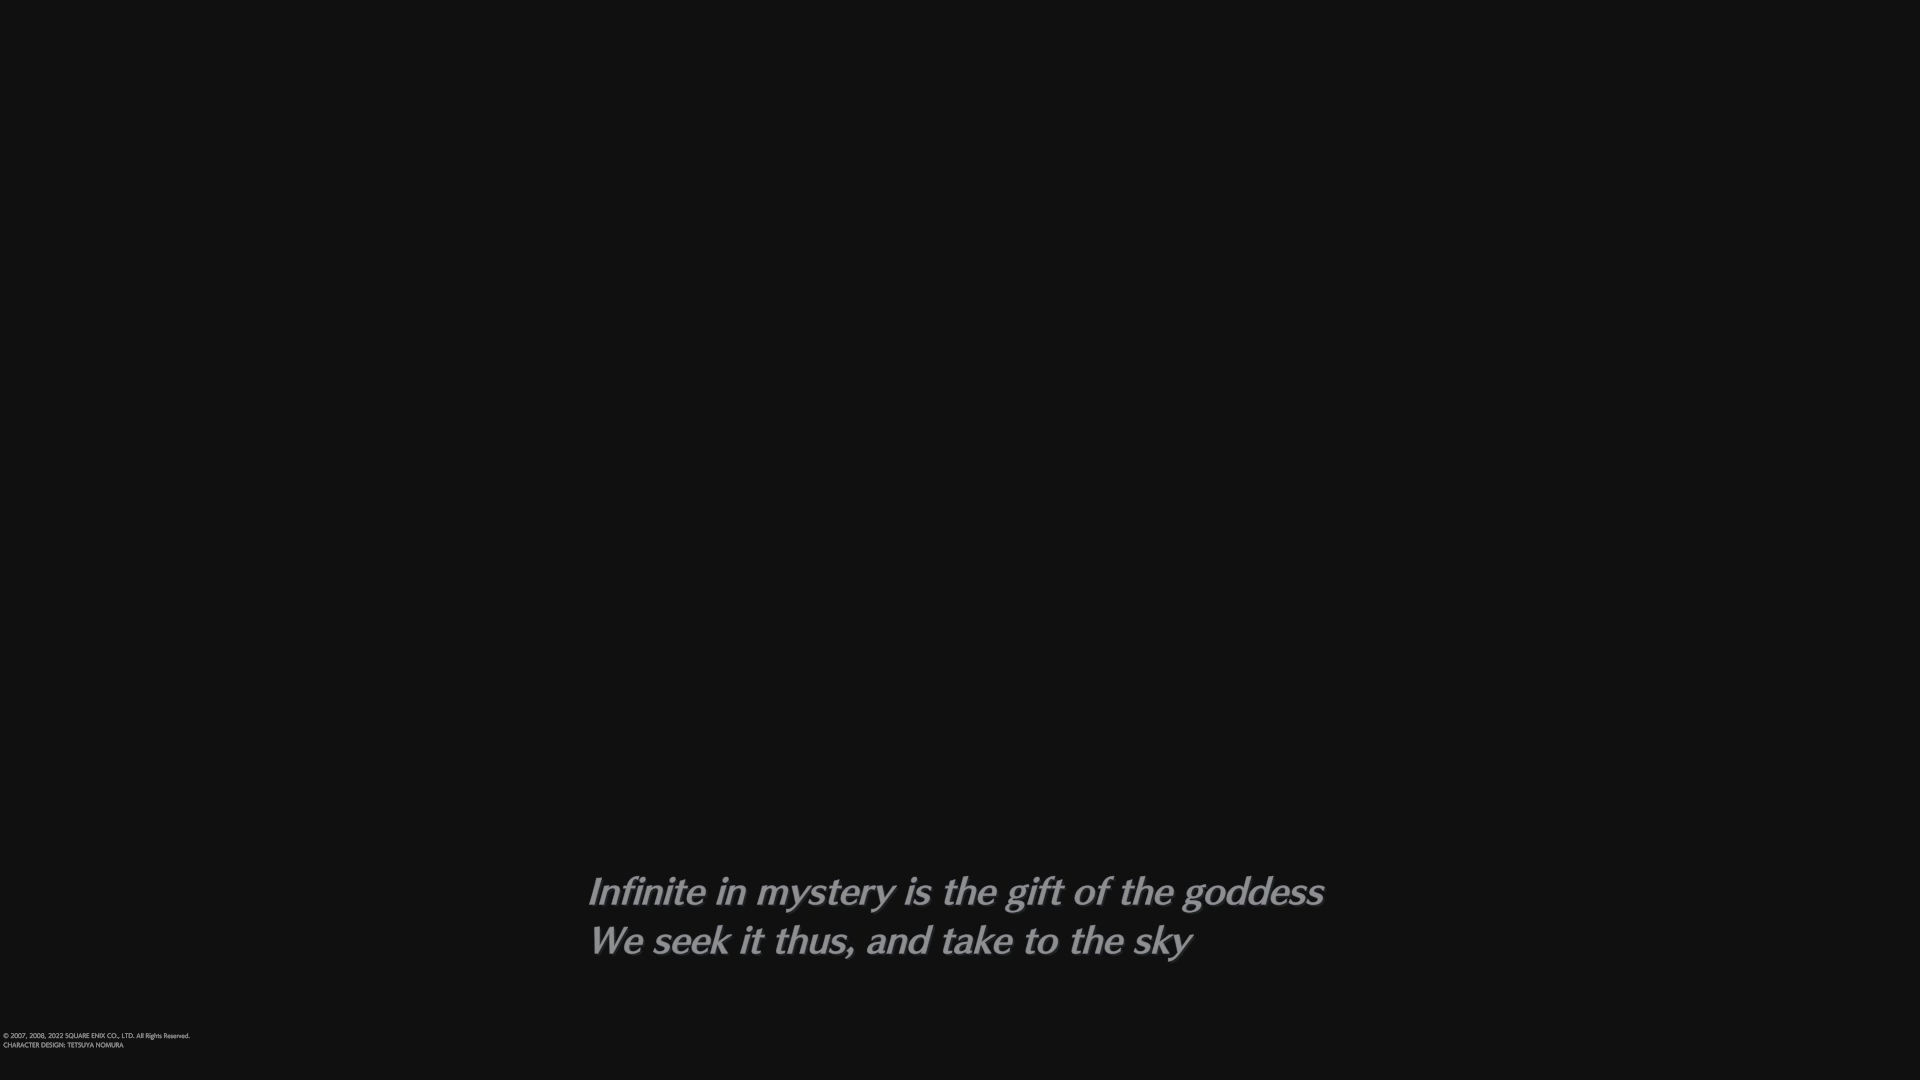 Infinite in mystery is the gift of the goddess
We seek it thus, and take to the sky
© 2007, 2008, 2022 SQUARE ENIX CO., LTD. All Rights Reserved.
CHARACTER DESIGN: TETSUYA NOMURA